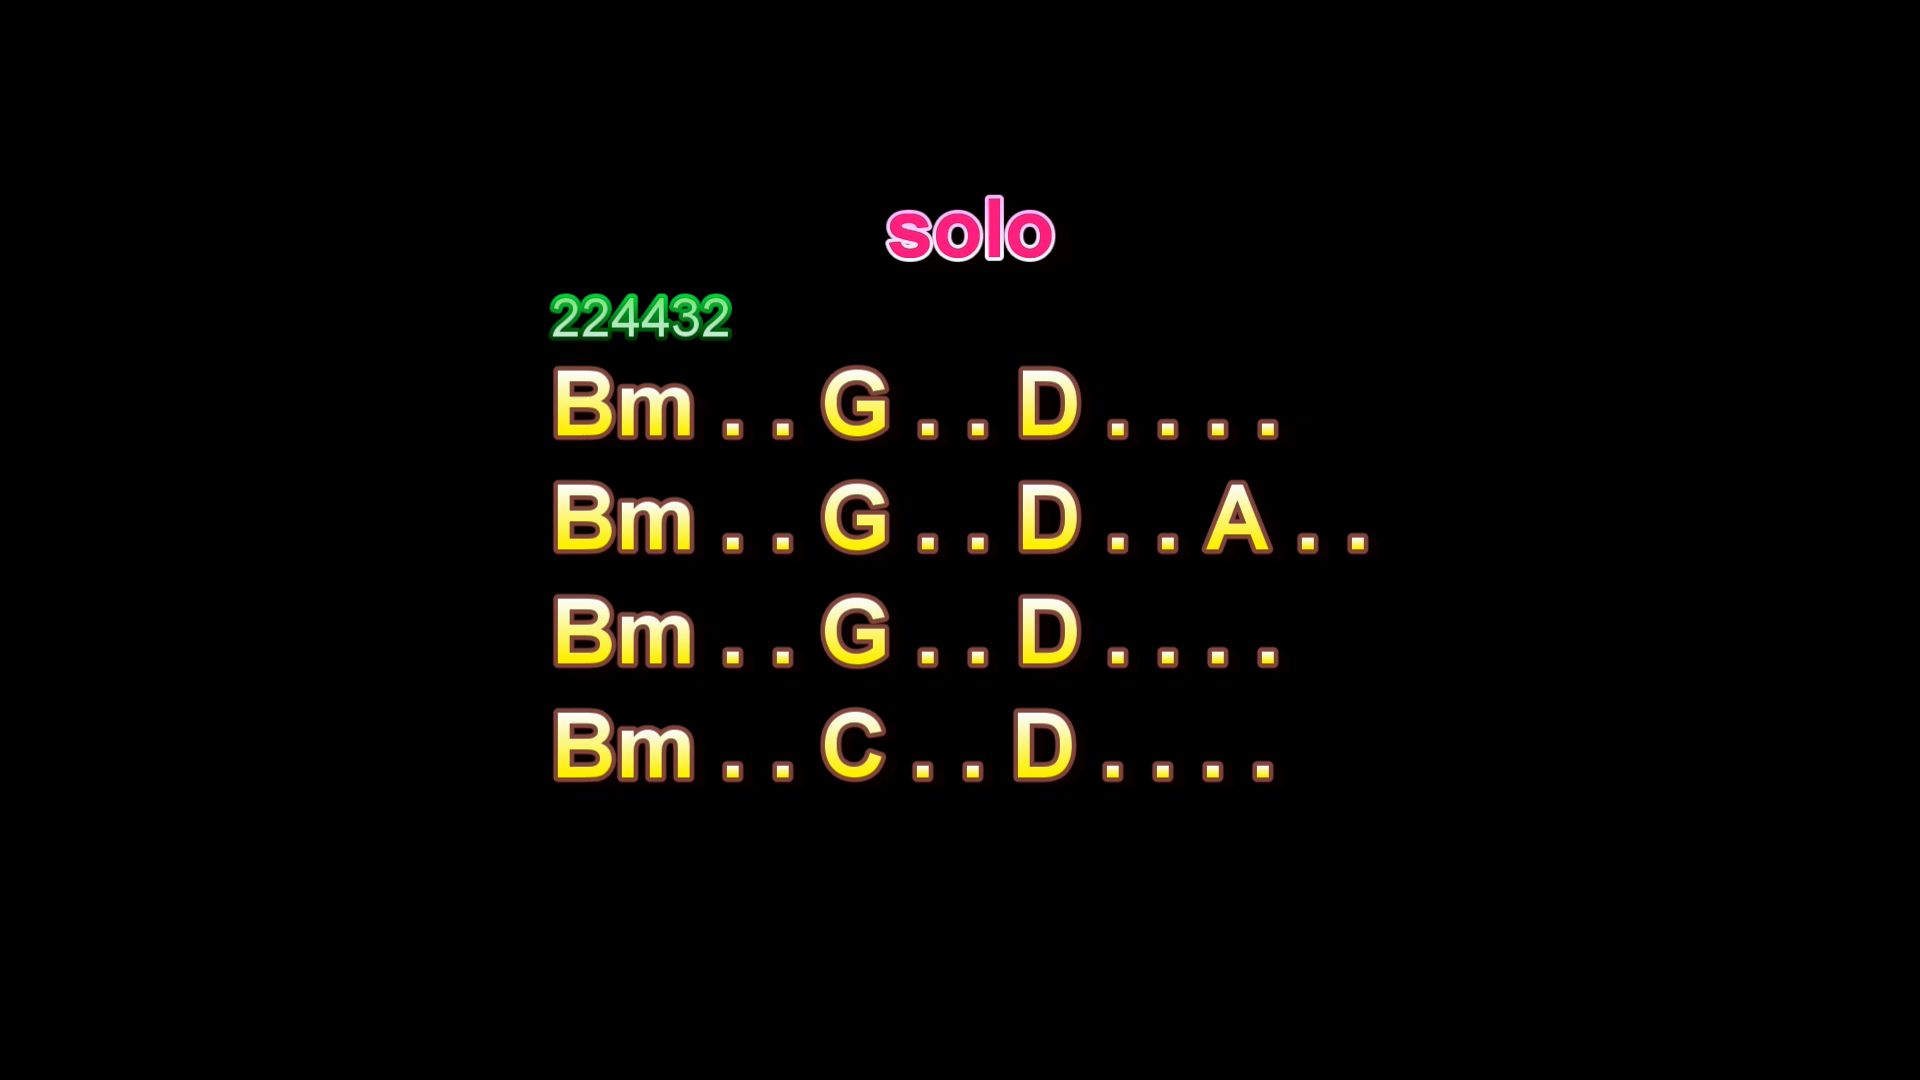 solo
224432
Bm . . G . . D . . . .
Bm . . G . . D . . A . .
Bm . . G . . D . . . .
Bm . . C . . D . . . .